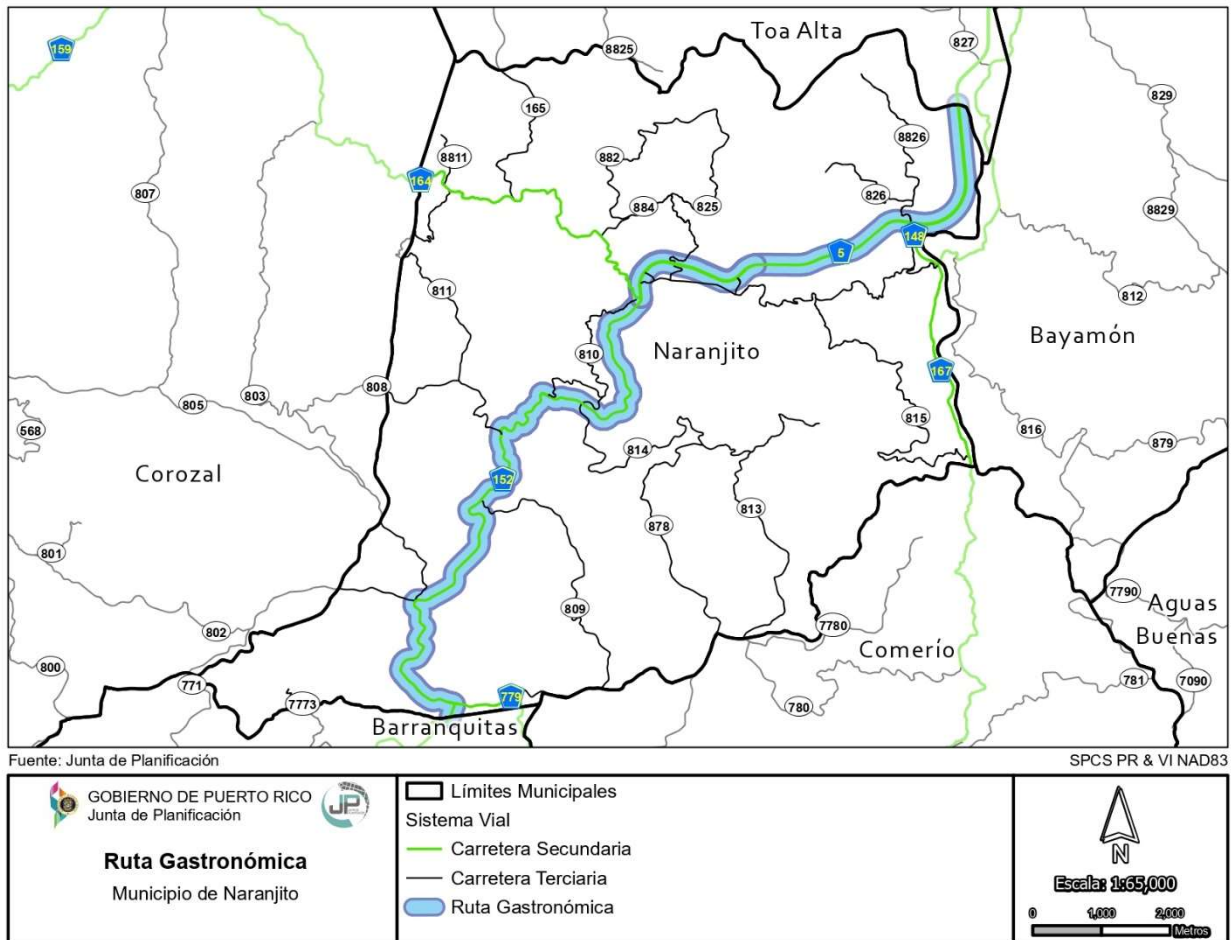 Toa Alta
159
8825
827
829
165
8811
882
8826
164
807
884
825
826
8829
148
5
812
811
Naranjito
Bayamón
810
167
808
803
805
815
568
816
879
814
Corozal
152
878
813
801
7790
809
Aguas
Buenas
802
7780
Comerío
800
771
781
7090
7773
779
780
Barranquitas
Fuente: Junta de Planificación
SPCS PR & VI NAD83
GOBIERNO DE PUERTO RICO
Junta de Planificación
JP
Ruta Gastronómica
Municipio de Naranjito
Límites Municipales
Sistema Vial
Carretera Secundaria
Carretera Terciaria
Ruta Gastronómica
N
Escala: 1:65,000
0 1,000 2,000
Metros